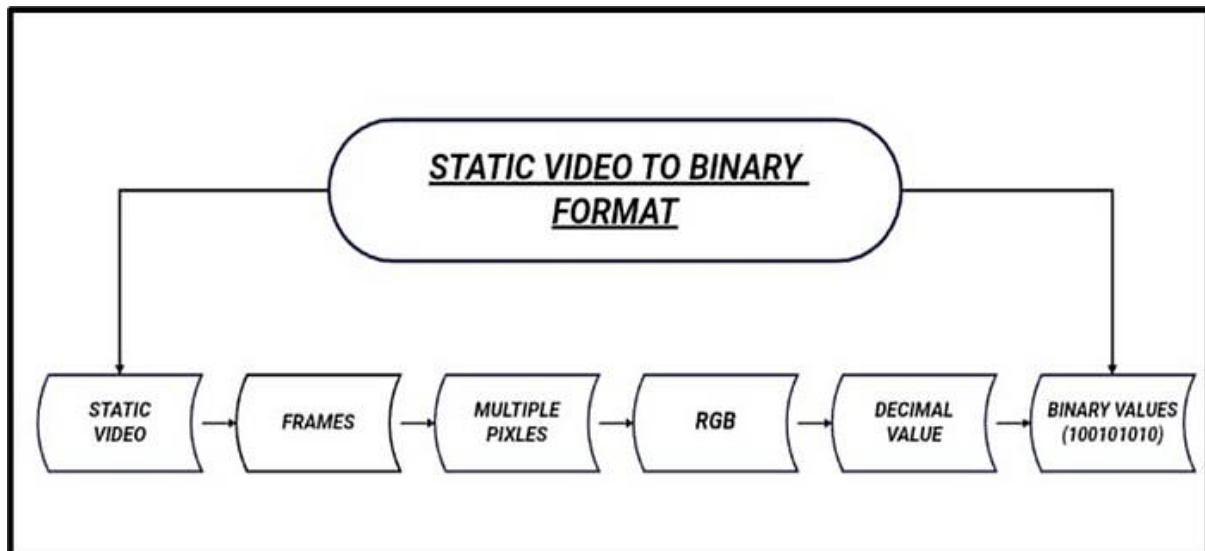 STATIC VIDEO TO BINARY
FORMAT
STATIC
VIDEO
FRAMES
MULTIPLE
PIXLES
RGB
DECIMAL
VALUE
BINARY VALUES
(100101010)